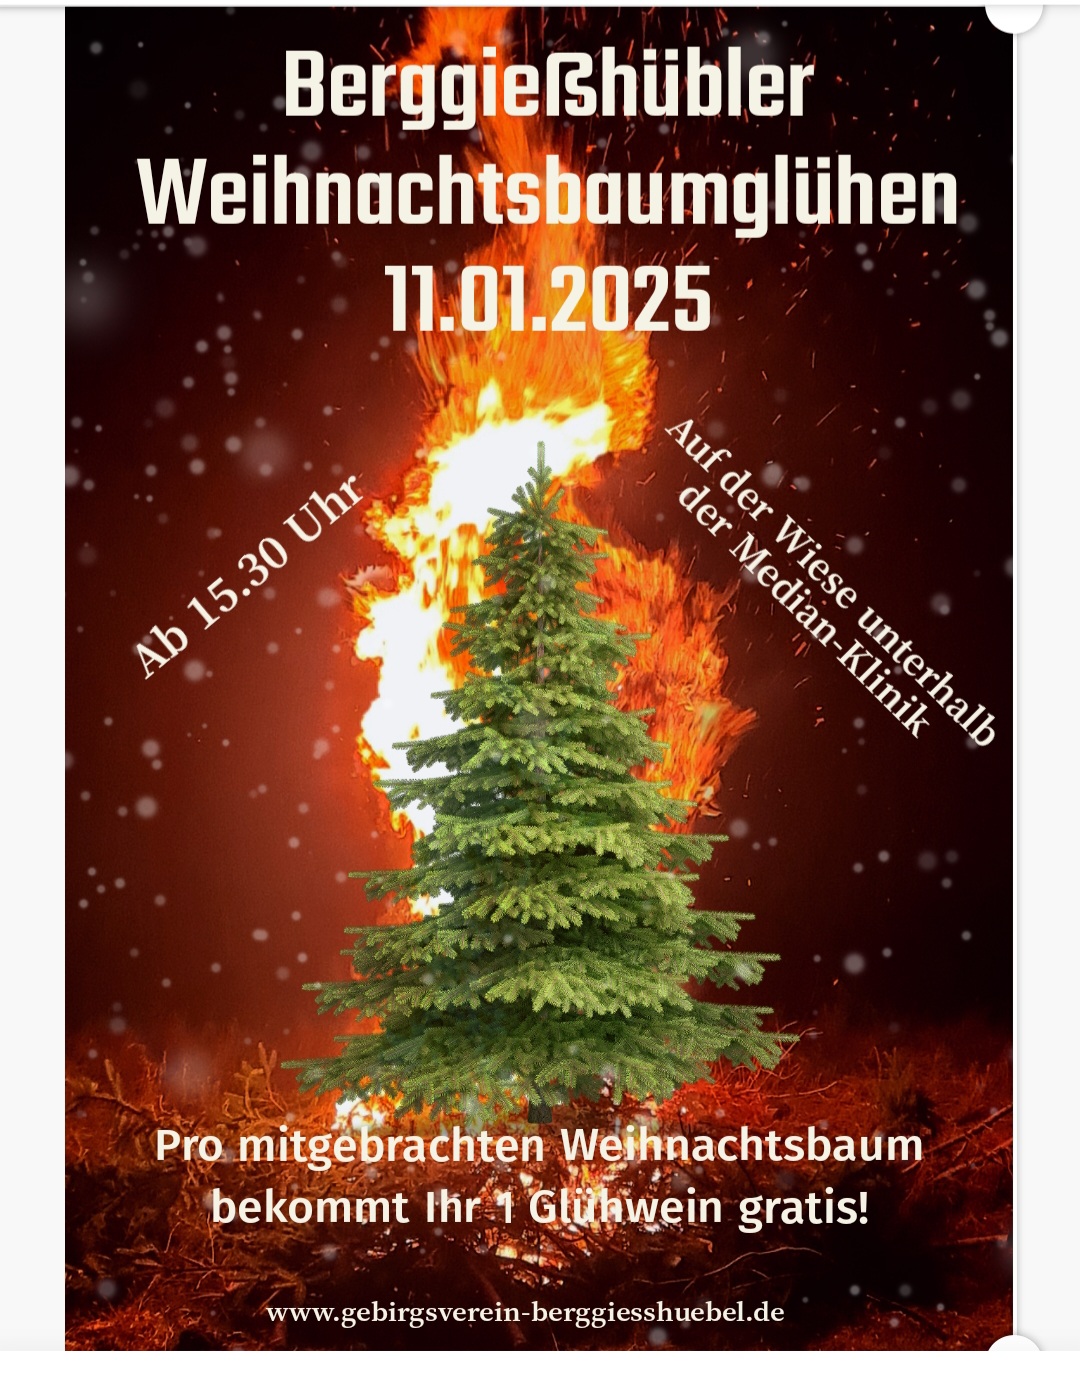 Berggießhübler
Weihnachtsbaumglühen
11.01.2025
Ab 15.30 Uhr
Auf der Wiese unterhalb
der Median-Klinik
Pro mitgebrachten Weihnachtsbaum
bekommt Ihr 1 Glühwein gratis!
www.gebirgsverein-berggiesshuebel.de